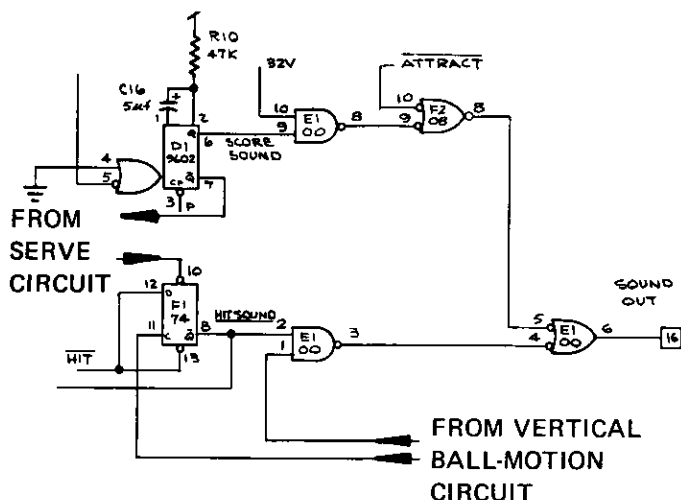 R10
47K
C16
5uf
+
1
2
Q
6
D1
9602
SCORE
SOUND
4
5
CP
Q̅
7
3
P
32V
10
9
E1
00
8
A̅T̅T̅R̅A̅C̅T̅
10
9
F2
08
8
FROM
SERVE
CIRCUIT
10
12
D
F1
74
11
C
Q̅
8
13
H̅I̅T̅
HIT SOUND
2
1
E1
00
3
5
4
E1
00
6
SOUND
OUT
16
FROM VERTICAL
BALL-MOTION
CIRCUIT